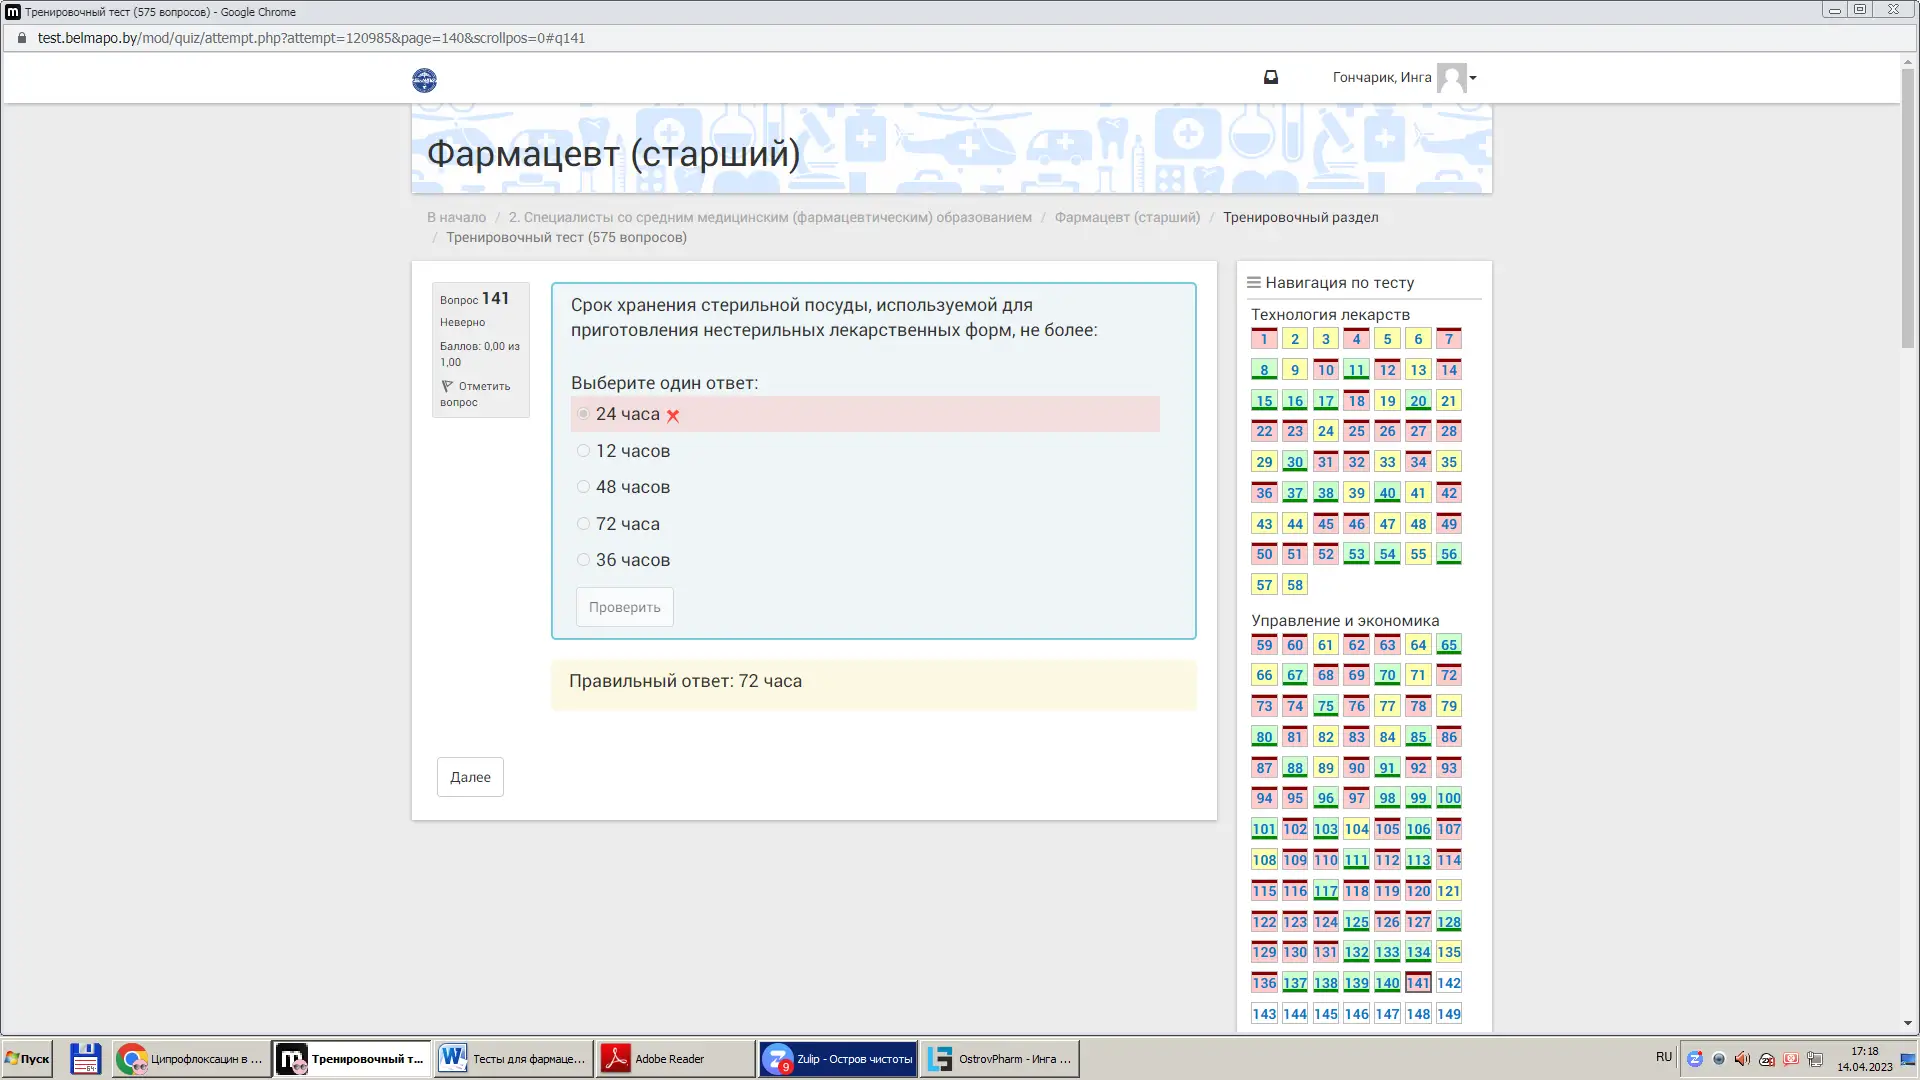 Тренировочный тест (575 вопросов) - Google Chrome
test.belmapo.by/mod/quiz/attempt.php?attempt=120985&page=140&scrollpos=0#q141
Гончарик, Инга
Фармацевт (старший)
В начало / 2. Специалисты со средним медицинским (фармацевтическим) образованием / Фармацевт (старший) / Тренировочный раздел
/ Тренировочный тест (575 вопросов)
Вопрос 141
Неверно
Баллов: 0,00 из
1,00
Отметить
вопрос
Срок хранения стерильной посуды, используемой для
приготовления нестерильных лекарственных форм, не более:
Выберите один ответ:
24 часа
12 часов
48 часов
72 часа
36 часов
Проверить
Правильный ответ: 72 часа
Далее
Навигация по тесту
Технология лекарств
1 2 3 4 5 6 7
8 9 10 11 12 13 14
15 16 17 18 19 20 21
22 23 24 25 26 27 28
29 30 31 32 33 34 35
36 37 38 39 40 41 42
43 44 45 46 47 48 49
50 51 52 53 54 55 56
57 58
Управление и экономика
59 60 61 62 63 64 65
66 67 68 69 70 71 72
73 74 75 76 77 78 79
80 81 82 83 84 85 86
87 88 89 90 91 92 93
94 95 96 97 98 99 100
101 102 103 104 105 106 107
108 109 110 111 112 113 114
115 116 117 118 119 120 121
122 123 124 125 126 127 128
129 130 131 132 133 134 135
136 137 138 139 140 141 142
143 144 145 146 147 148 149
Пуск
64
Ципрофлоксацин в ...
Тренировочный т...
Тесты для фармаце...
Adobe Reader
9
Zulip - Остров чистоты
OstrovPharm - Инга ...
RU
17:18
14.04.2023